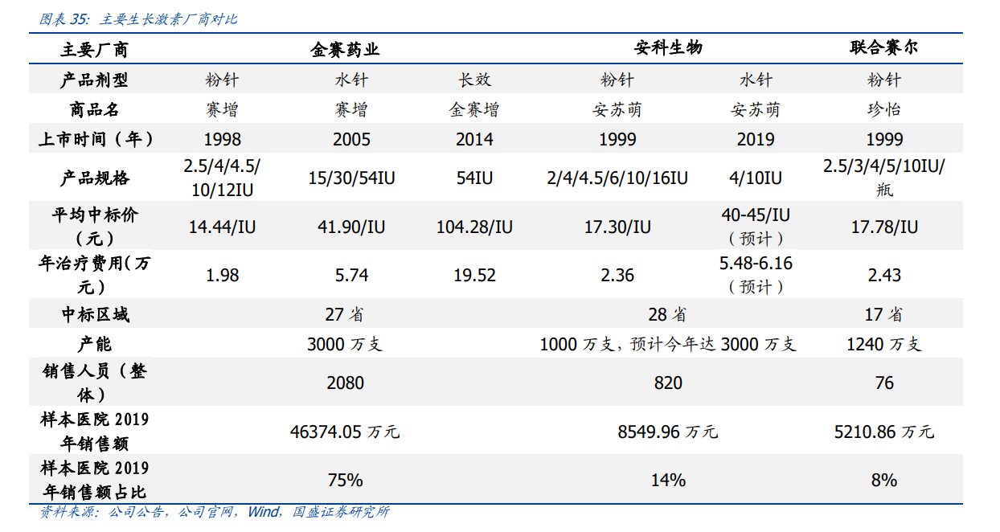 图表 35：主要生长激素厂商对比
主要厂商 金赛药业 安科生物 联合赛尔
产品剂型 粉针 水针 长效 粉针 水针 粉针
商品名 赛增 赛增 金赛增 安苏萌 安苏萌 珍怡
上市时间（年） 1998 2005 2014 1999 2019 1999
产品规格 2.5/4/4.5/ 15/30/54IU 54IU 2/4/4.5/6/10/16IU 4/10IU 2.5/3/4/5/10IU/
10/12IU 瓶
平均中标价 14.44/IU 41.90/IU 104.28/IU 17.30/IU 40-45/IU 17.78/IU
（元） （预计）
年治疗费用（万 1.98 5.74 19.52 2.36 5.48-6.16 2.43
元） （预计）
中标区域 27 省 28 省 17 省
产能 3000 万支 1000 万支，预计今年达 3000 万支 1240 万支
销售人员（整 2080 820 76
体）
样本医院 2019 46374.05 万元 8549.96 万元 5210.86 万元
年销售额
样本医院 2019 75% 14% 8%
年销售额占比
资料来源：公司公告，公司官网，Wind，国盛证券研究所